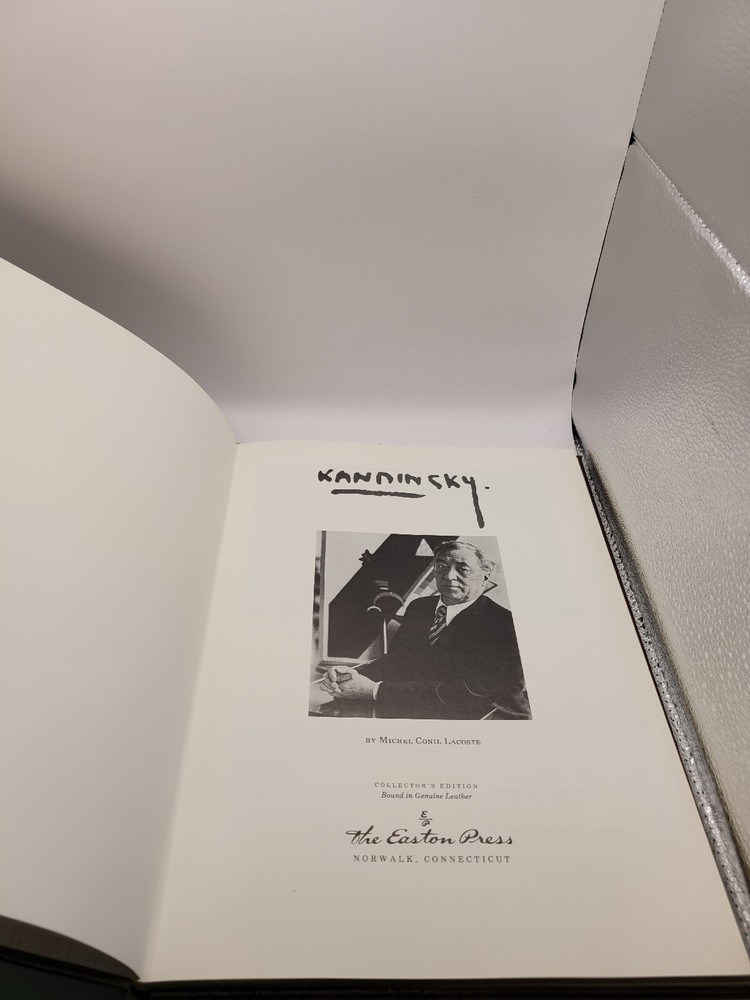 KANDINSKY.
BY MICHEL CONIL LACOSTE
COLLECTOR'S EDITION
Bound in Genuine Leather
E
P
The Easton Press
NORWALK, CONNECTICUT